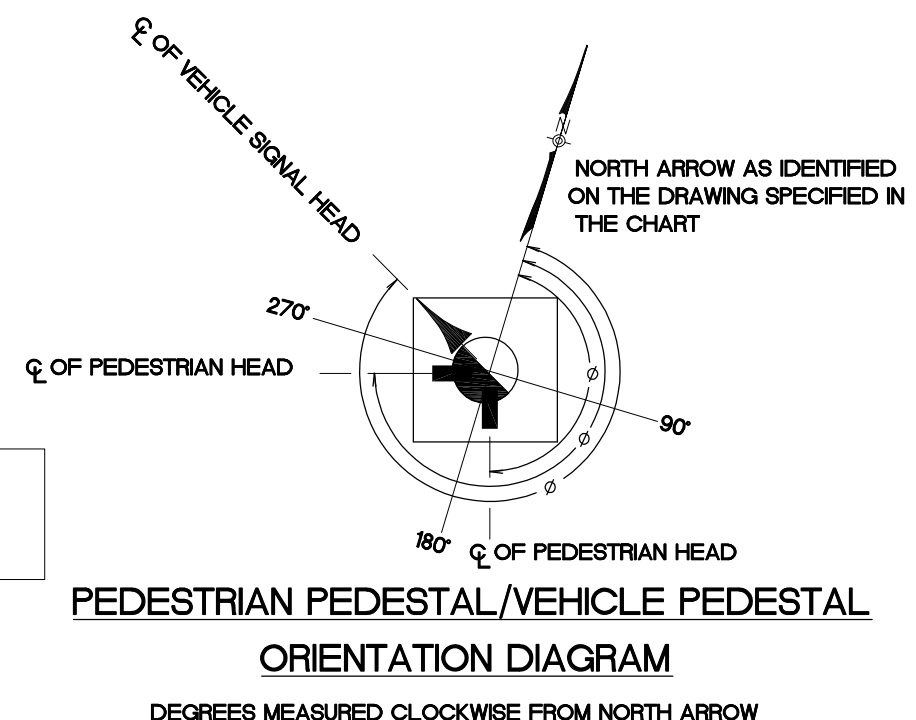 ℄ OF VEHICLE SIGNAL HEAD
N
NORTH ARROW AS IDENTIFIED
ON THE DRAWING SPECIFIED IN
THE CHART
270°
℄ OF PEDESTRIAN HEAD
Ø
90°
Ø
Ø
180°
℄ OF PEDESTRIAN HEAD
PEDESTRIAN PEDESTAL/VEHICLE PEDESTAL
ORIENTATION DIAGRAM
DEGREES MEASURED CLOCKWISE FROM NORTH ARROW